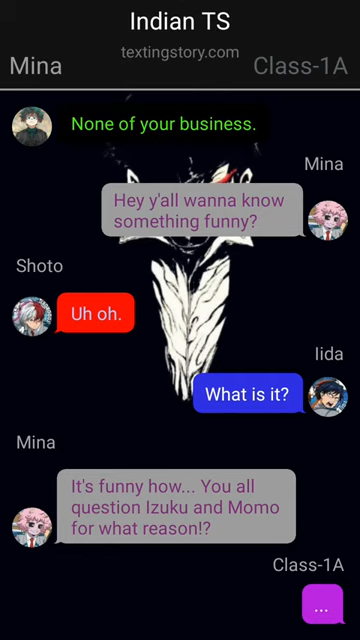 Indian TS
textingstory.com
Mina
Class-1A
None of your business.
Mina
Hey y'all wanna know
something funny?
Shoto
Uh oh.
Iida
What is it?
Mina
It's funny how... You all
question Izuku and Momo
for what reason!?
Class-1A
...